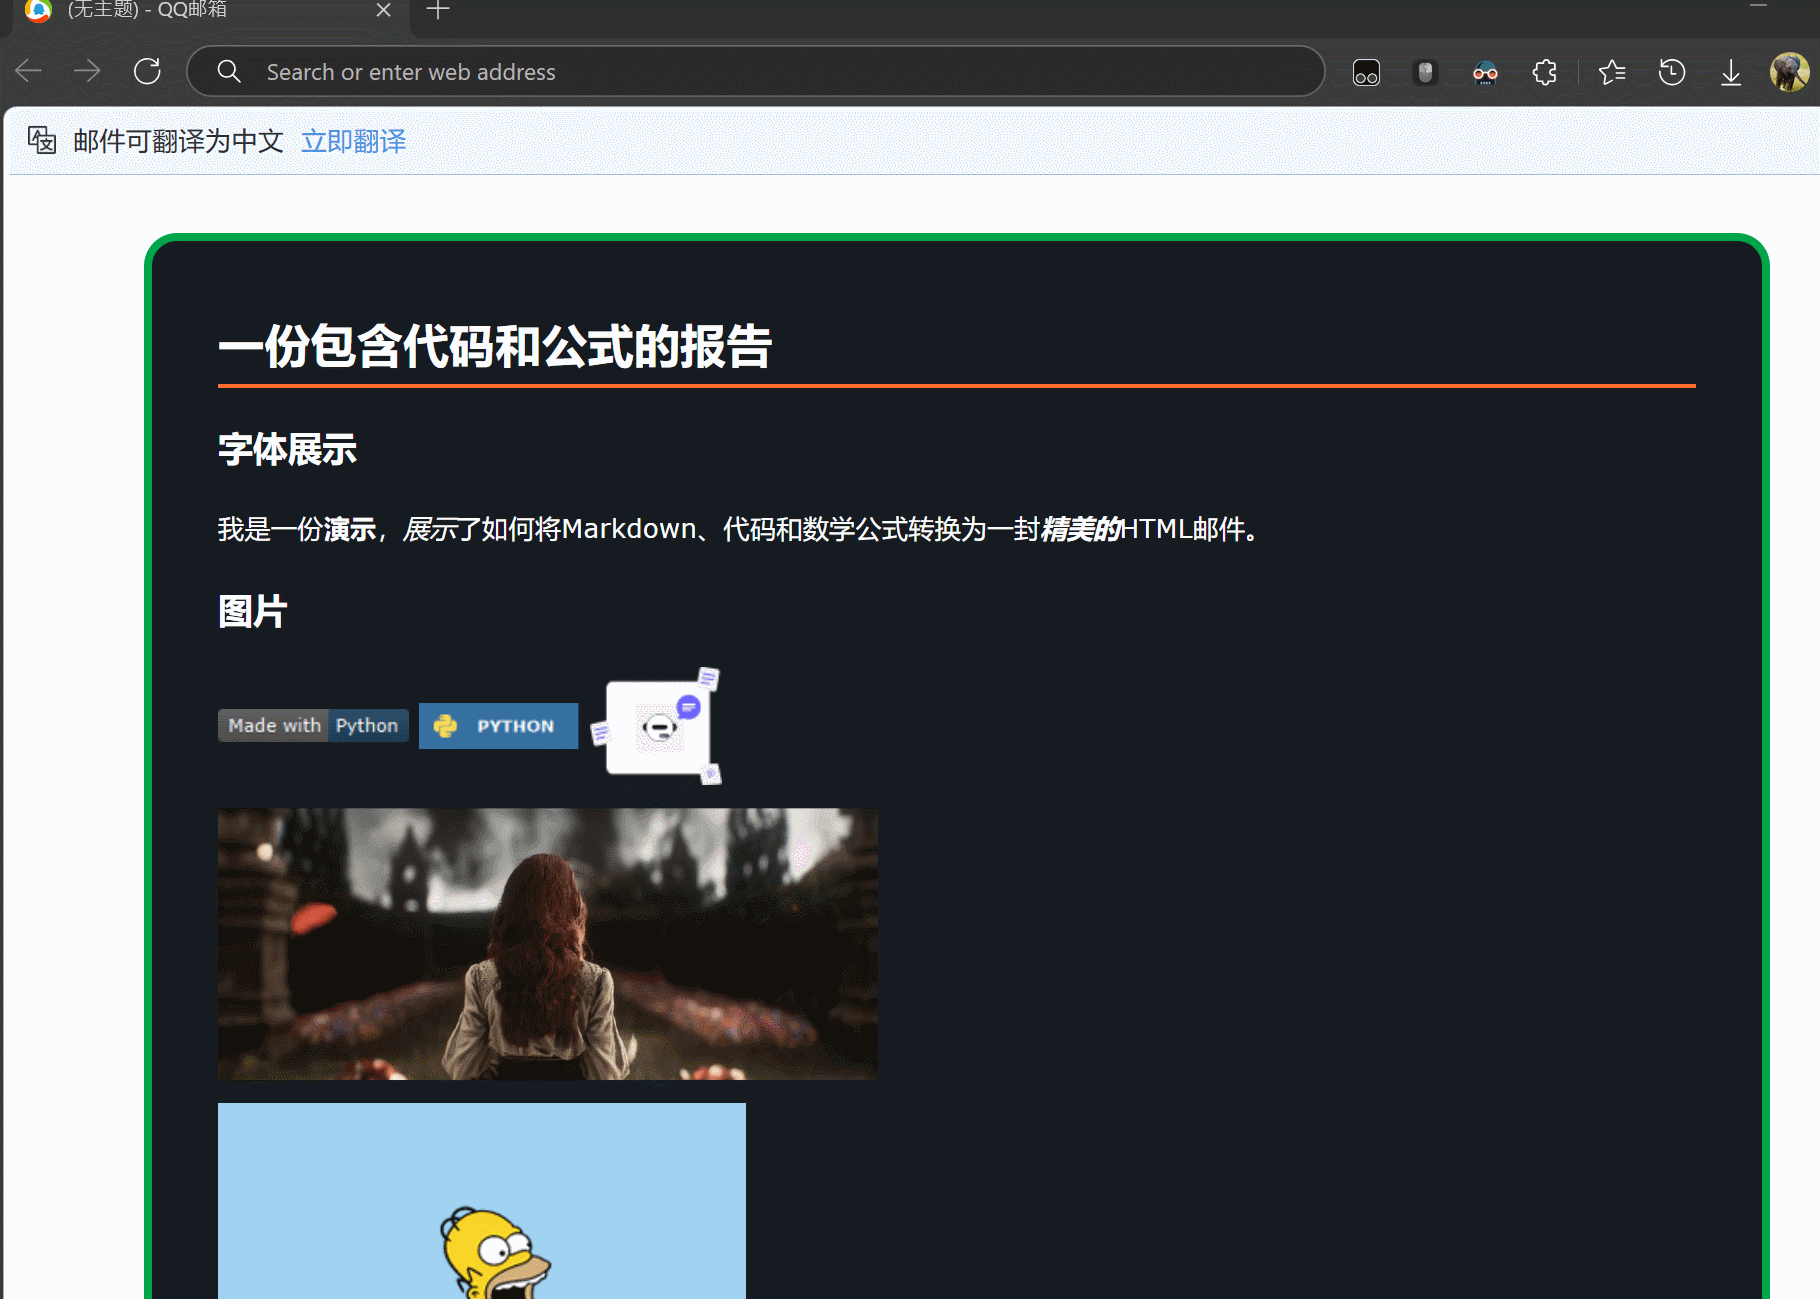 (无主题) - QQ邮箱
Search or enter web address
邮件可翻译为中文 立即翻译
一份包含代码和公式的报告
字体展示
我是一份演示，展示了如何将Markdown、代码和数学公式转换为一封精美的HTML邮件。
图片
Made with Python
PYTHON